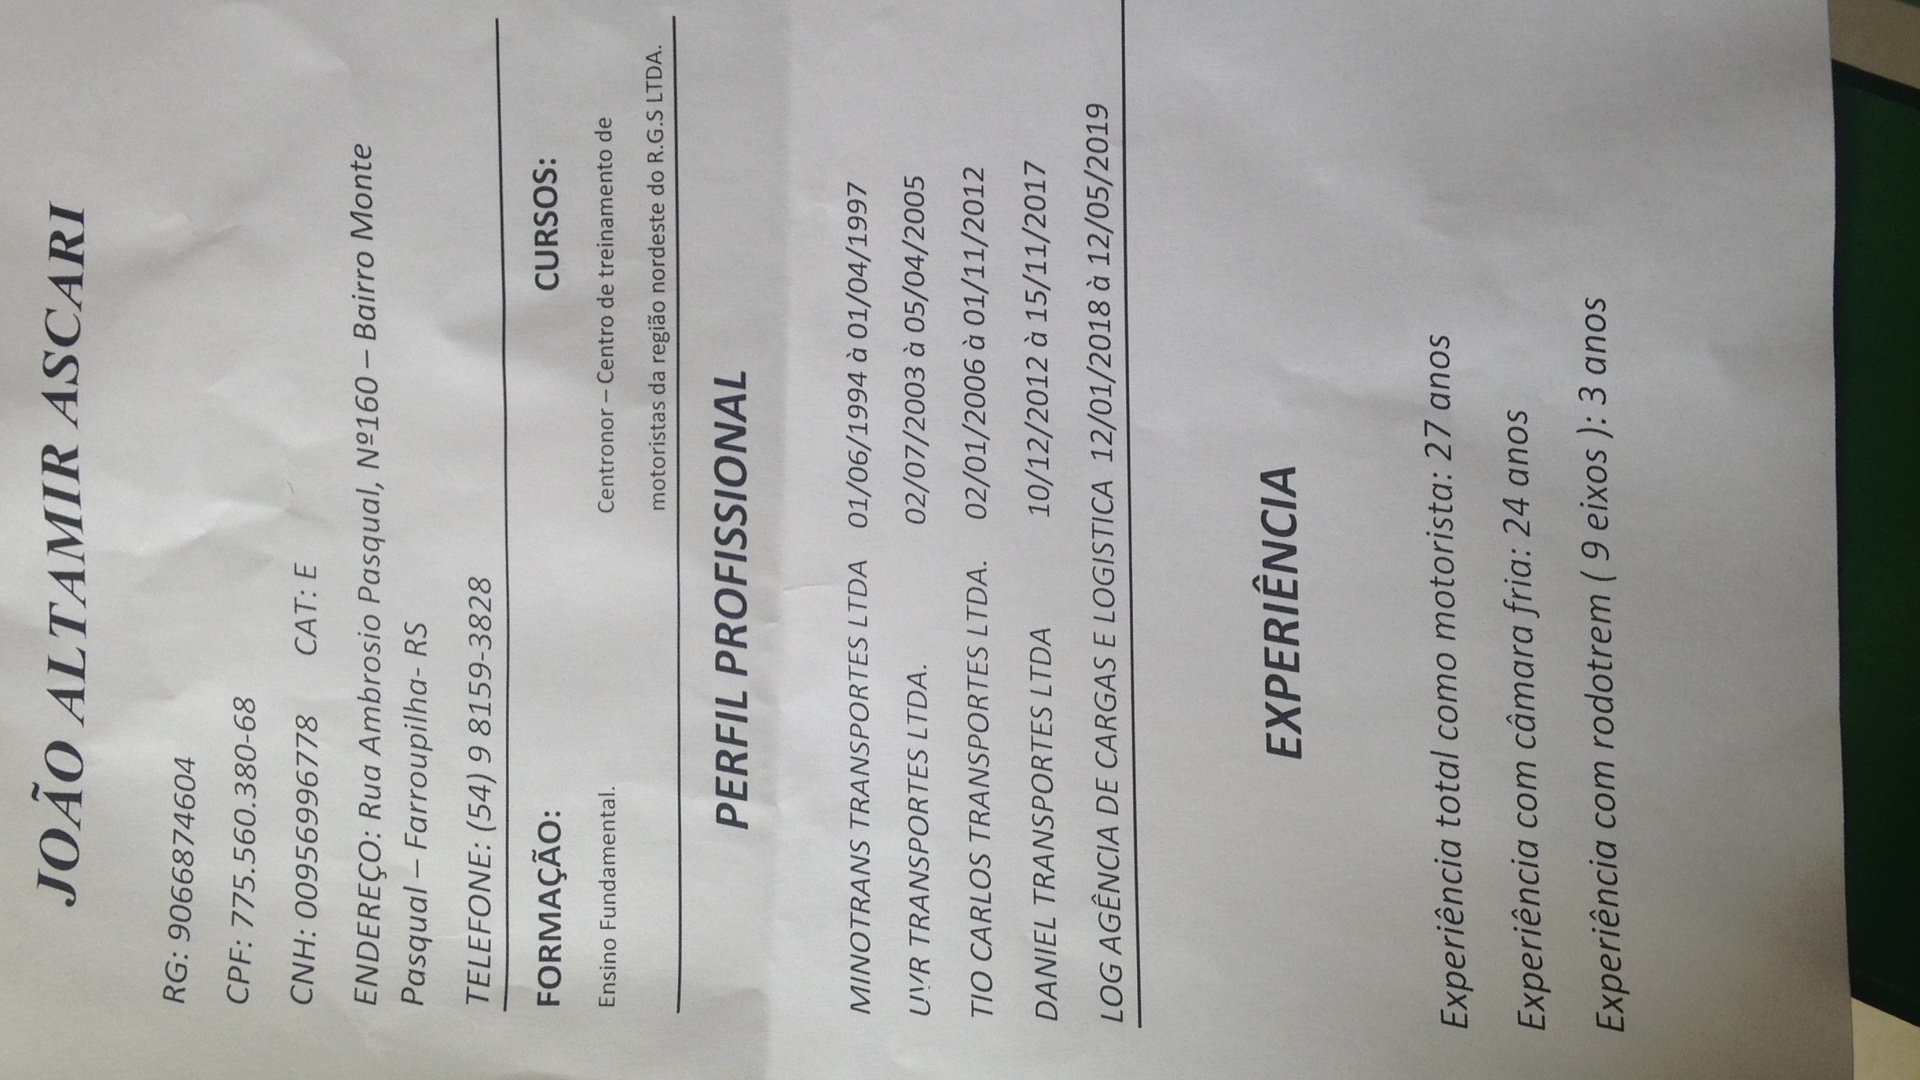 JOÃO ALTAMIR ASCARI
RG: 9066874604
CPF: 775.560.380-68
CNH: 00956996778 CAT: E
ENDEREÇO: Rua Ambrosio Pasqual, Nº160 – Bairro Monte
Pasqual – Farroupilha- RS
TELEFONE: (54) 9 8159-3828
FORMAÇÃO: CURSOS:
Ensino Fundamental. Centronor – Centro de treinamento de
motoristas da região nordeste do R.G.S LTDA.
PERFIL PROFISSIONAL
MINOTRANS TRANSPORTES LTDA 01/06/1994 à 01/04/1997
UVR TRANSPORTES LTDA. 02/07/2003 à 05/04/2005
TIO CARLOS TRANSPORTES LTDA. 02/01/2006 à 01/11/2012
DANIEL TRANSPORTES LTDA 10/12/2012 à 15/11/2017
LOG AGÊNCIA DE CARGAS E LOGISTICA 12/01/2018 à 12/05/2019
EXPERIÊNCIA
Experiência total como motorista: 27 anos
Experiência com câmara fria: 24 anos
Experiência com rodotrem ( 9 eixos ): 3 anos